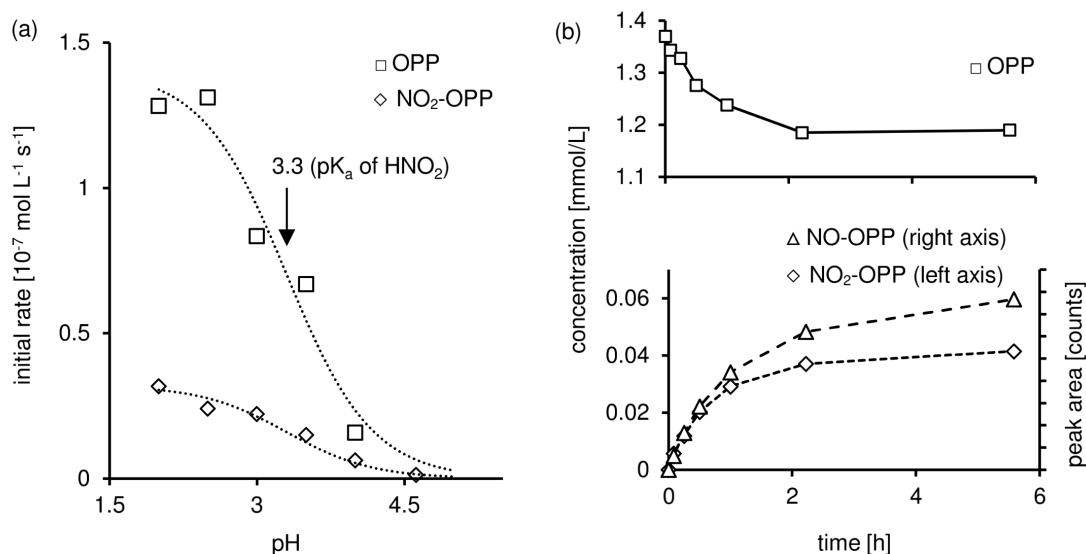 (a)
1.5
1
0.5
0
1.5
3
4.5
pH
initial rate [10⁻⁷ mol L⁻¹ s⁻¹]
OPP
NO₂-OPP
3.3 (pKₐ of HNO₂)
(b)
1.4
1.3
1.2
1.1
OPP
concentration [mmol/L]
NO-OPP (right axis)
NO₂-OPP (left axis)
0.06
0.04
0.02
0
0
2
4
6
time [h]
peak area [counts]